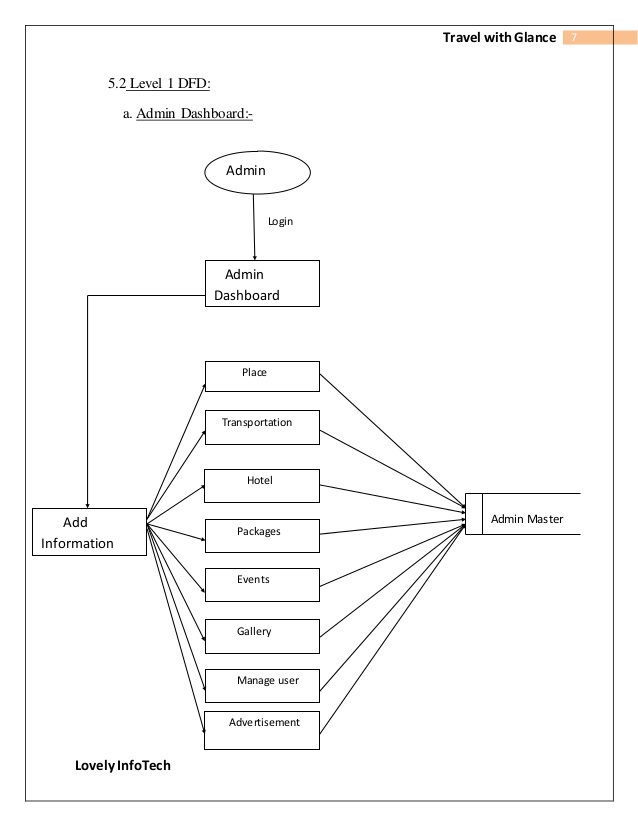 Travel with Glance 7
5.2 Level 1 DFD:
a. Admin Dashboard:-
Admin
Login
Admin
Dashboard
Place
Transportation
Hotel
Packages
Events
Gallery
Manage user
Advertisement
Add
Information
Admin Master
Lovely InfoTech